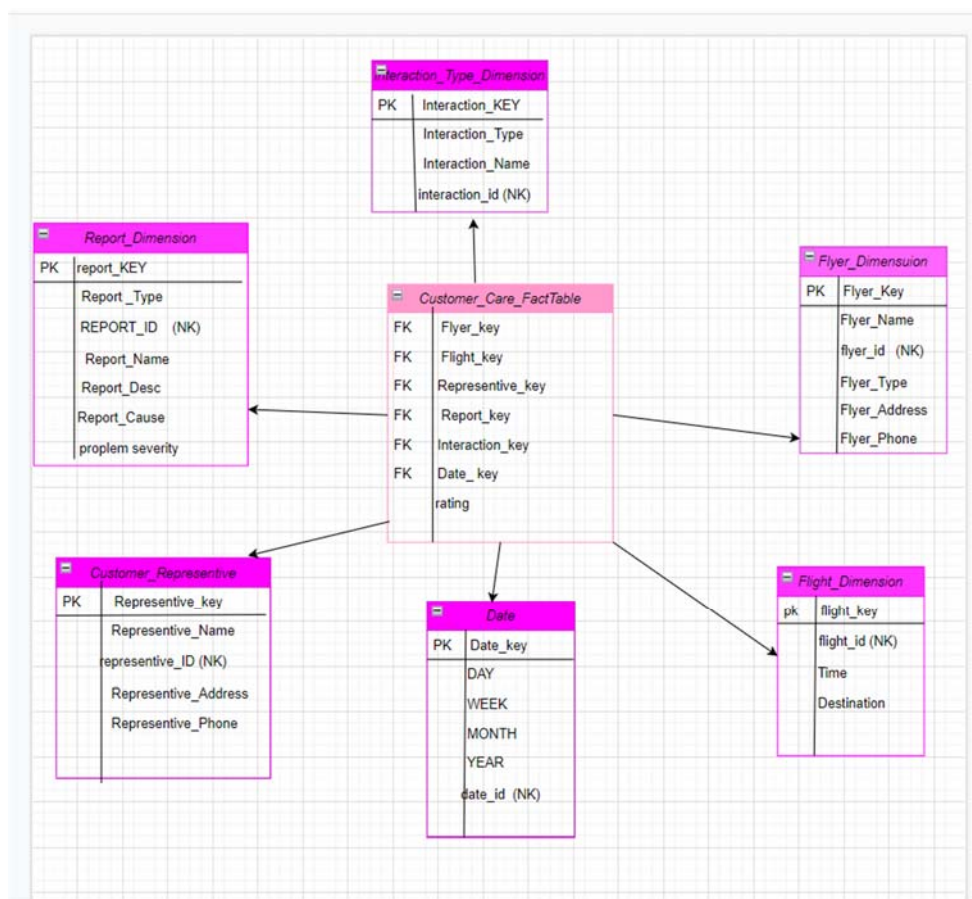 nteraction_Type_Dimension
PK Interaction_KEY
Interaction_Type
Interaction_Name
interaction_id (NK)
Report_Dimension
PK report_KEY
Report _Type
REPORT_ID (NK)
Report_Name
Report_Desc
Report_Cause
proplem severity
Flyer_Dimensuion
PK Flyer_Key
Flyer_Name
flyer_id (NK)
Flyer_Type
Flyer_Address
Flyer_Phone
Customer_Care_FactTable
FK Flyer_key
FK Flight_key
FK Representive_key
FK Report_key
FK Interaction_key
FK Date_ key
rating
Customer_Representive
PK Representive_key
Representive_Name
representive_ID (NK)
Representive_Address
Representive_Phone
Date
PK Date_key
DAY
WEEK
MONTH
YEAR
date_id (NK)
Flight_Dimension
pk flight_key
flight_id (NK)
Time
Destination